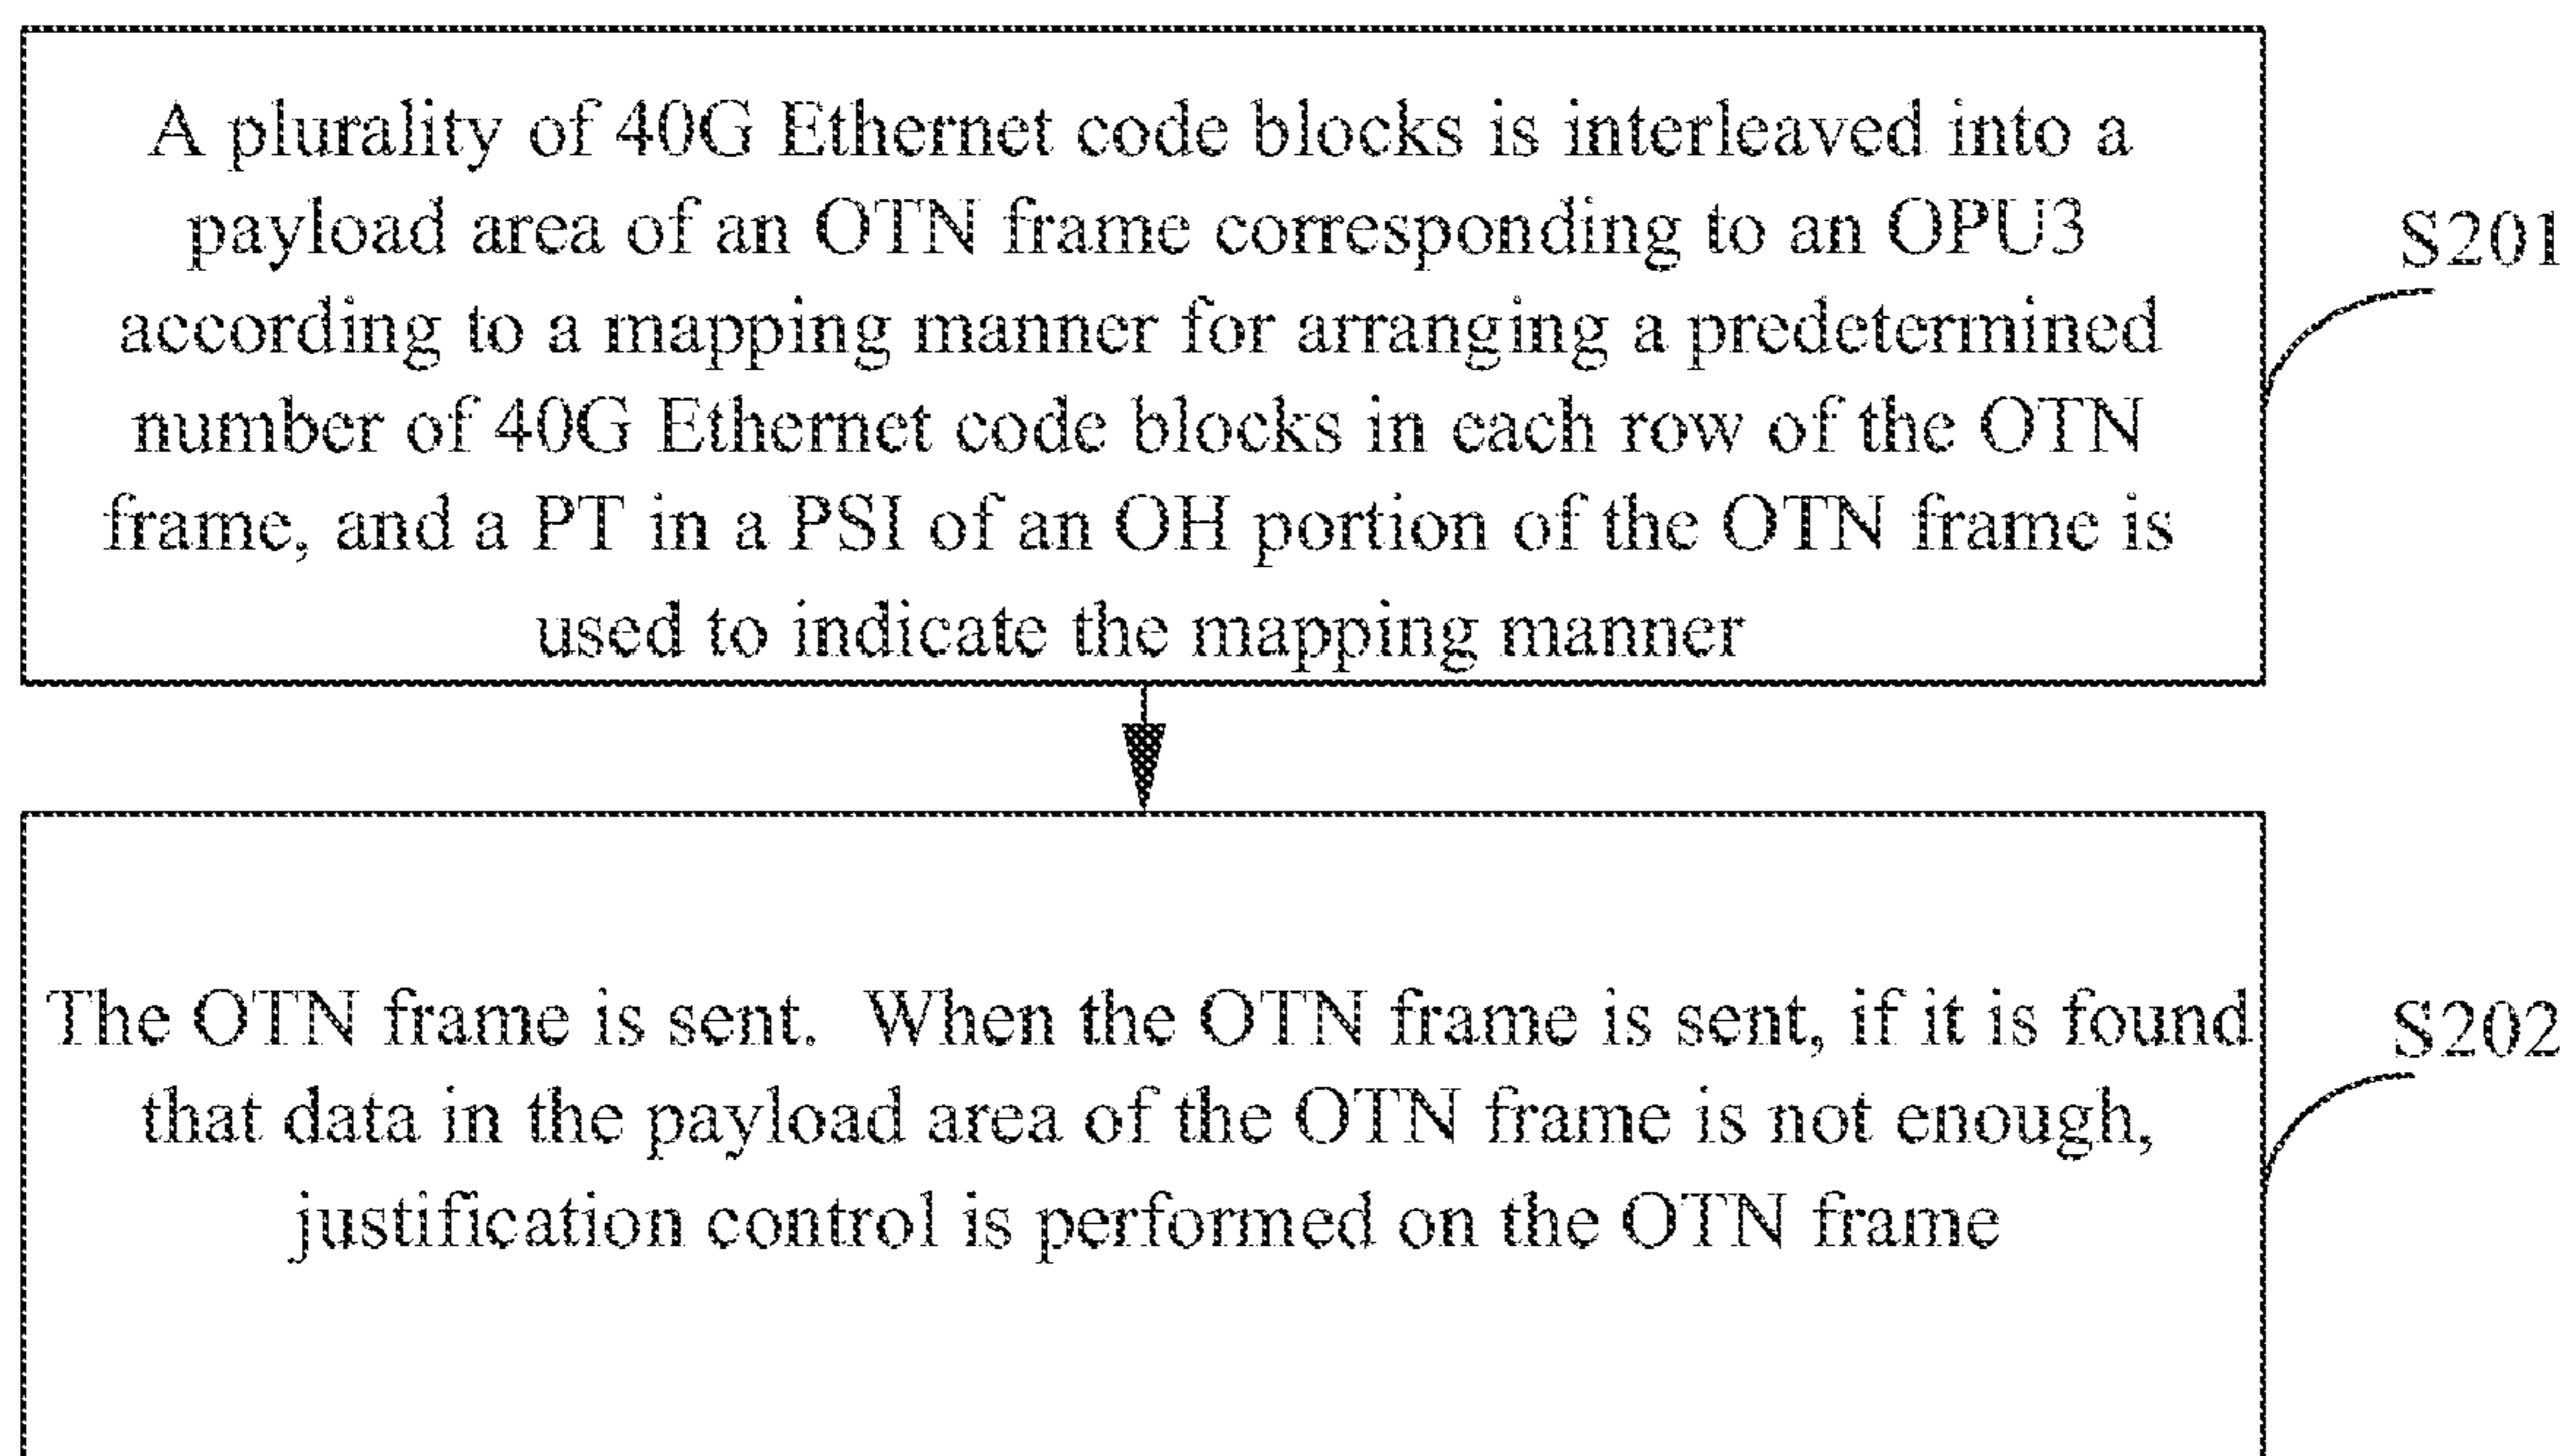 A plurality of 40G Ethernet code blocks is interleaved into a
payload area of an OTN frame corresponding to an OPU3
according to a mapping manner for arranging a predetermined
number of 40G Ethernet code blocks in each row of the OTN
frame, and a PT in a PSI of an OH portion of the OTN frame is
used to indicate the mapping manner
S201
The OTN frame is sent.  When the OTN frame is sent, if it is found
that data in the payload area of the OTN frame is not enough,
justification control is performed on the OTN frame
S202